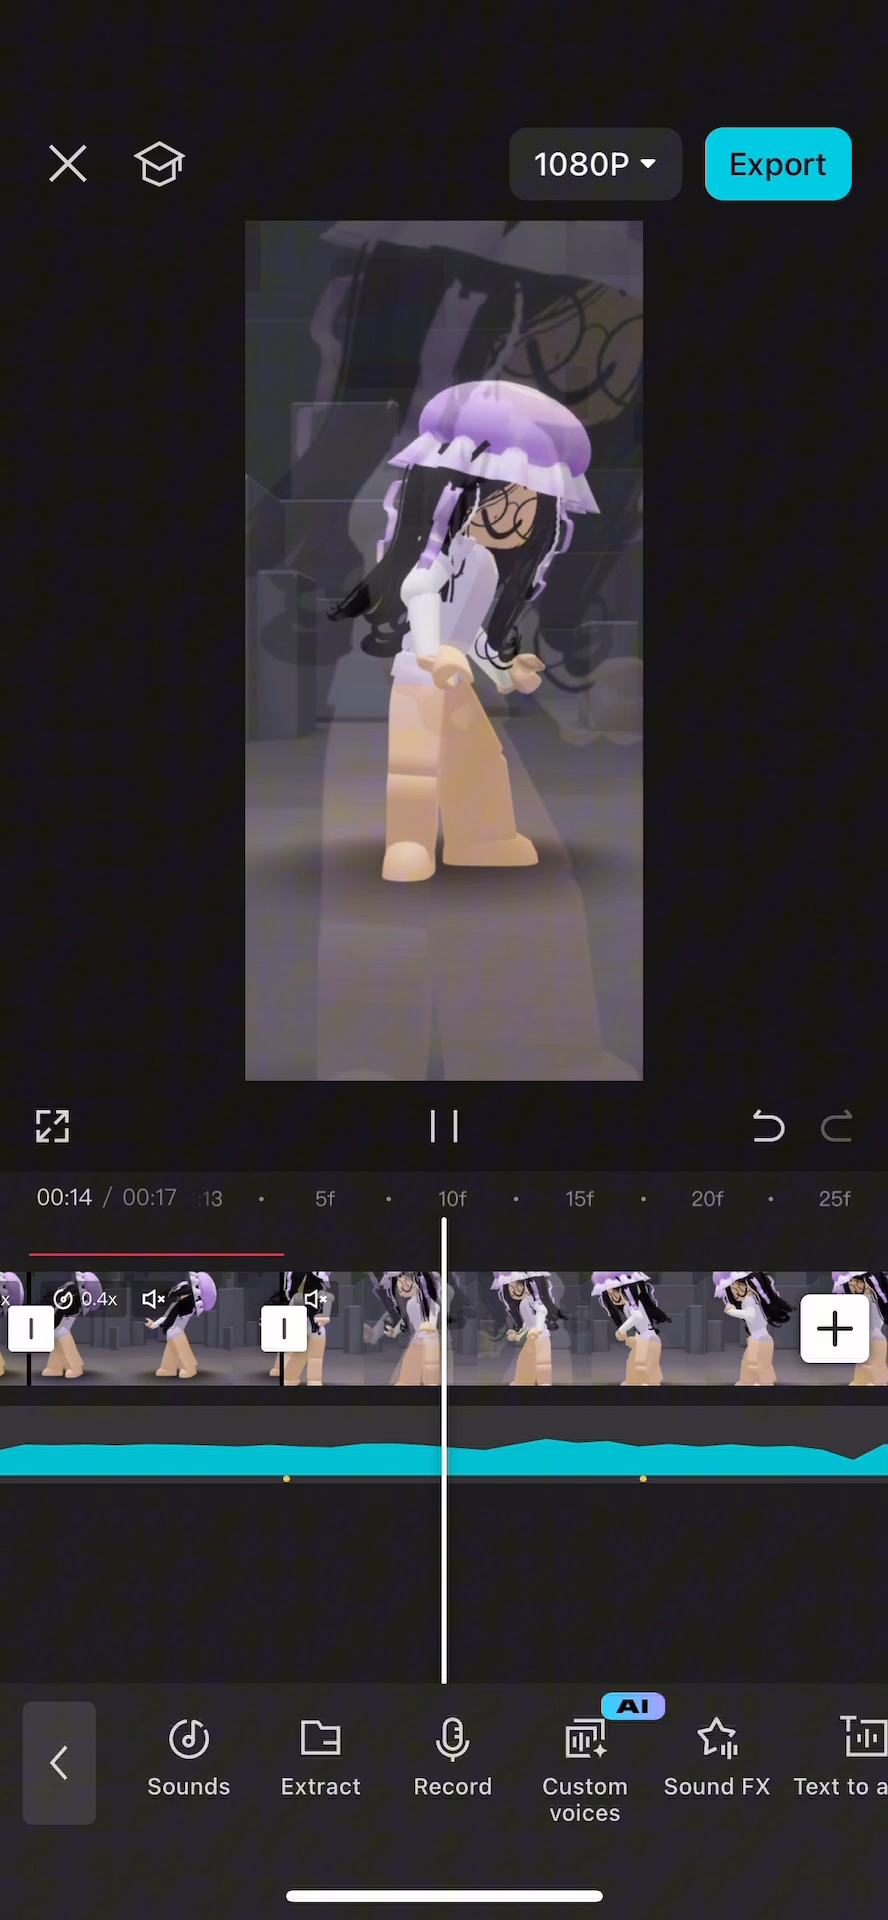 1080P
Export
00:14 / 00:17 :13 5f 10f 15f 20f 25f
x 0.4x
AI
Sounds Extract Record Custom voices Sound FX Text to a